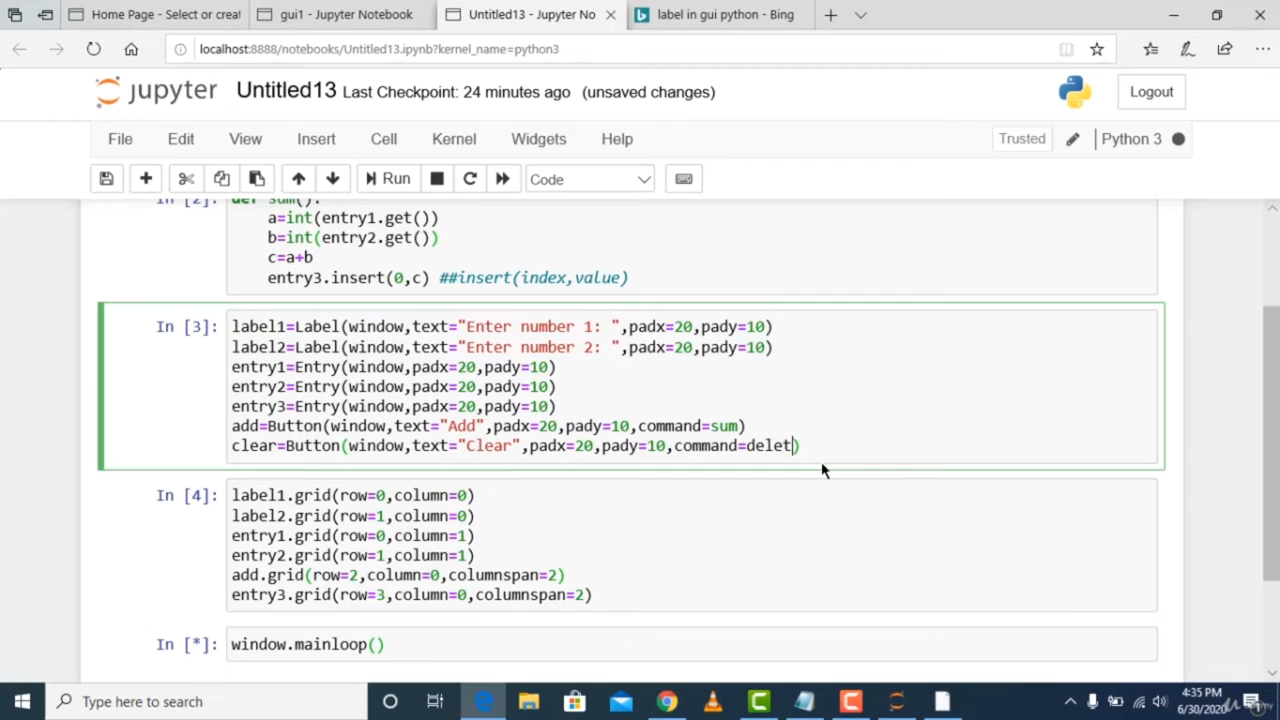 Home Page - Select or creat
gui1 - Jupyter Notebook
Untitled13 - Jupyter No
label in gui python - Bing
localhost:8888/notebooks/Untitled13.ipynb?kernel_name=python3
jupyter Untitled13 Last Checkpoint: 24 minutes ago (unsaved changes)
Logout
File Edit View Insert Cell Kernel Widgets Help
Trusted Python 3
Run Code
In [2]: def sum():
a=int(entry1.get())
b=int(entry2.get())
c=a+b
entry3.insert(0,c) ##insert(index,value)
In [3]: label1=Label(window,text="Enter number 1: ",padx=20,pady=10)
label2=Label(window,text="Enter number 2: ",padx=20,pady=10)
entry1=Entry(window,padx=20,pady=10)
entry2=Entry(window,padx=20,pady=10)
entry3=Entry(window,padx=20,pady=10)
add=Button(window,text="Add",padx=20,pady=10,command=sum)
clear=Button(window,text="Clear",padx=20,pady=10,command=delet)
In [4]: label1.grid(row=0,column=0)
label2.grid(row=1,column=0)
entry1.grid(row=0,column=1)
entry2.grid(row=1,column=1)
add.grid(row=2,column=0,columnspan=2)
entry3.grid(row=3,column=0,columnspan=2)
In [*]: window.mainloop()
Type here to search
4:35 PM
6/30/2020